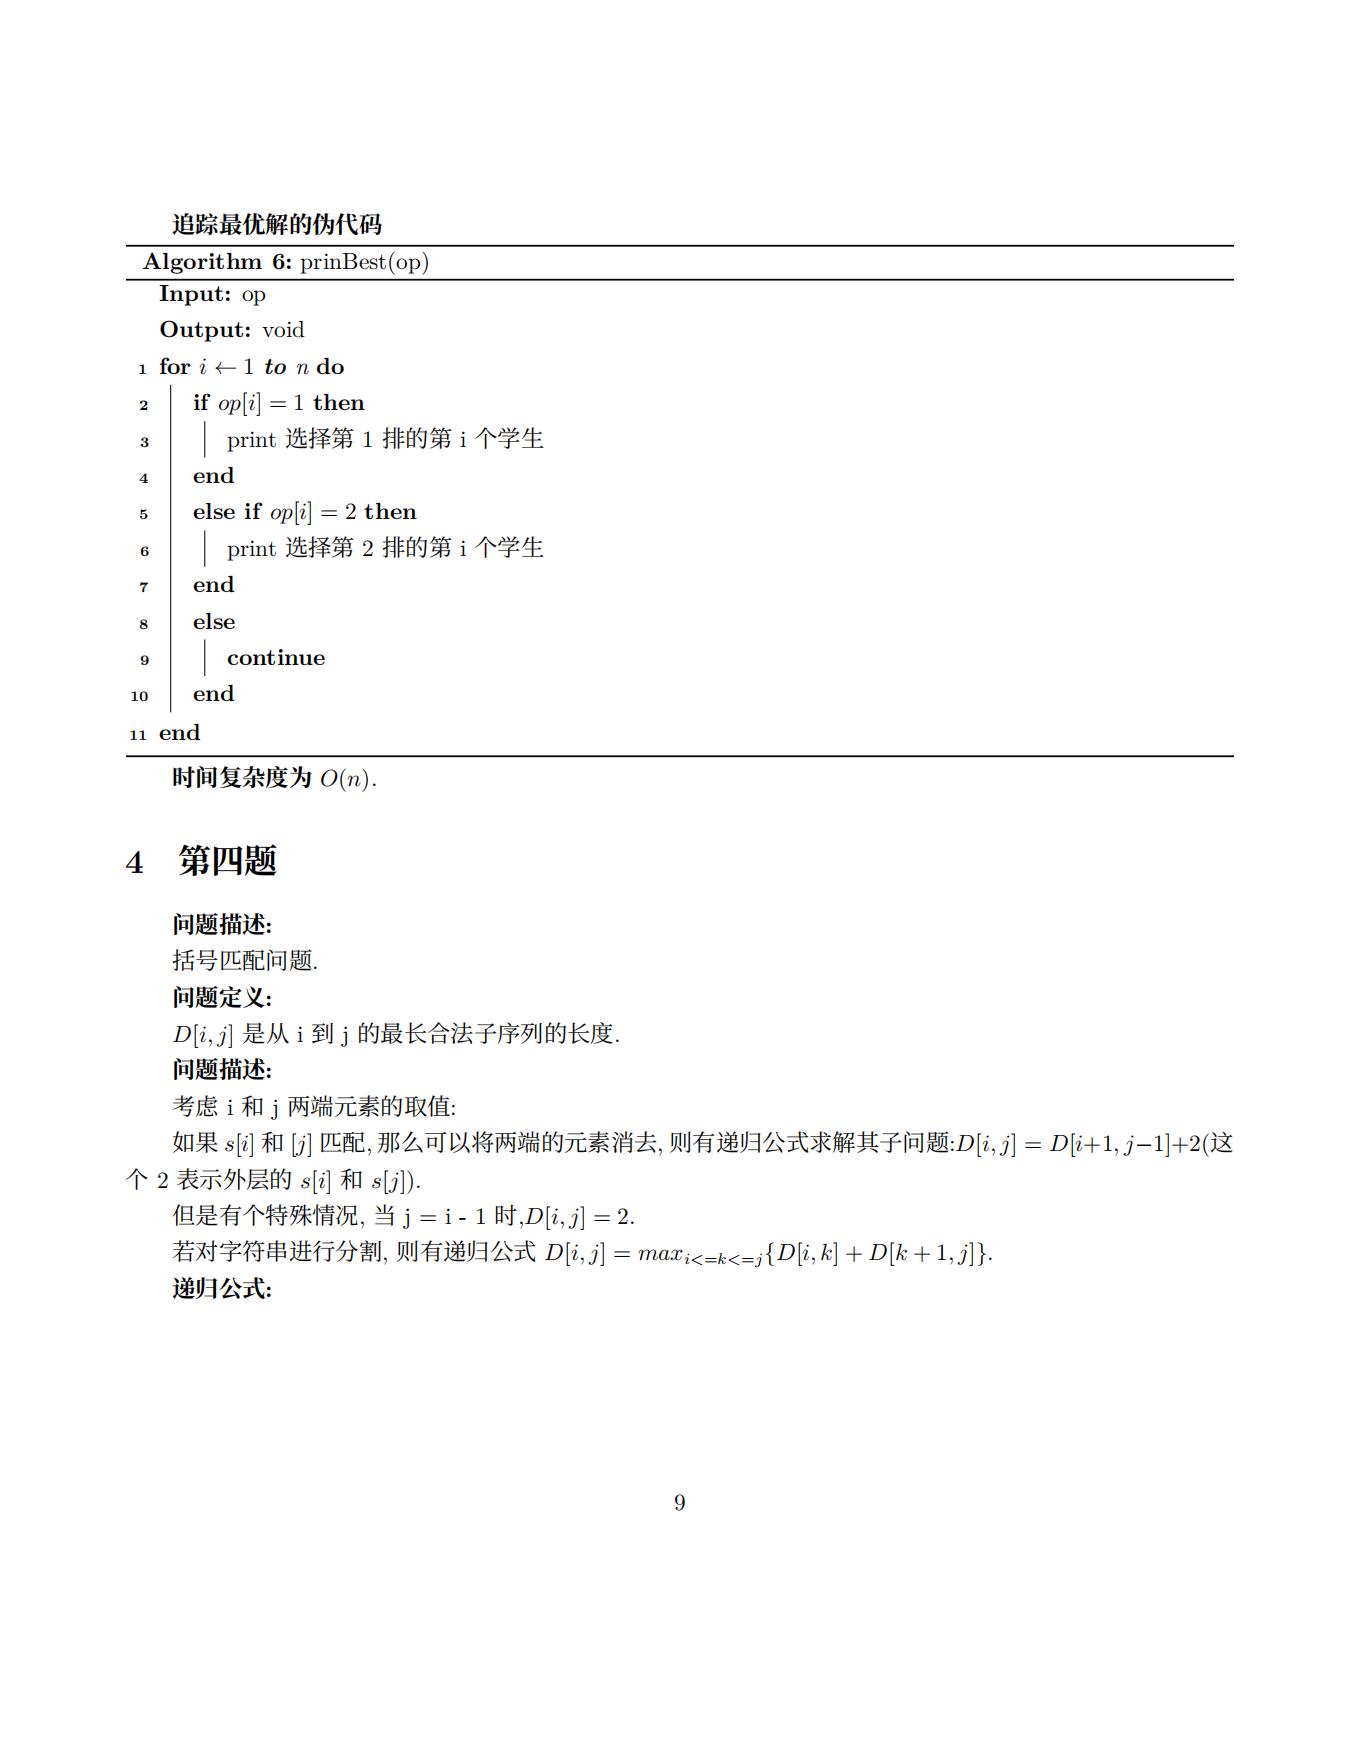 追踪最优解的伪代码
Algorithm 6: prinBest(op)
Input: op
Output: void
1 for i ← 1 to n do
2 if op[i] = 1 then
3 print 选择第 1 排的第 i 个学生
4 end
5 else if op[i] = 2 then
6 print 选择第 2 排的第 i 个学生
7 end
8 else
9 continue
10 end
11 end
时间复杂度为 O(n).
4 第四题
问题描述:
括号匹配问题.
问题定义:
D[i, j] 是从 i 到 j 的最长合法子序列的长度.
问题描述:
考虑 i 和 j 两端元素的取值:
如果 s[i] 和 [j] 匹配, 那么可以将两端的元素消去, 则有递归公式求解其子问题:D[i, j] = D[i+1, j−1]+2(这
个 2 表示外层的 s[i] 和 s[j]).
但是有个特殊情况, 当 j = i - 1 时,D[i, j] = 2.
若对字符串进行分割, 则有递归公式 D[i, j] = max_{i<=k<=j}{D[i, k] + D[k + 1, j]}.
递归公式:
9